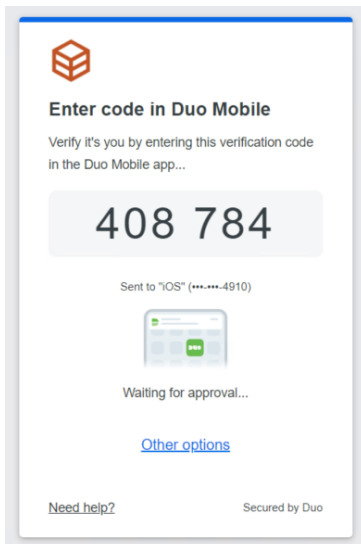 Enter code in Duo Mobile
Verify it's you by entering this verification code
in the Duo Mobile app...
408 784
Sent to "iOS" (•••-•••-4910)
DUO
Waiting for approval...
Other options
Need help? Secured by Duo